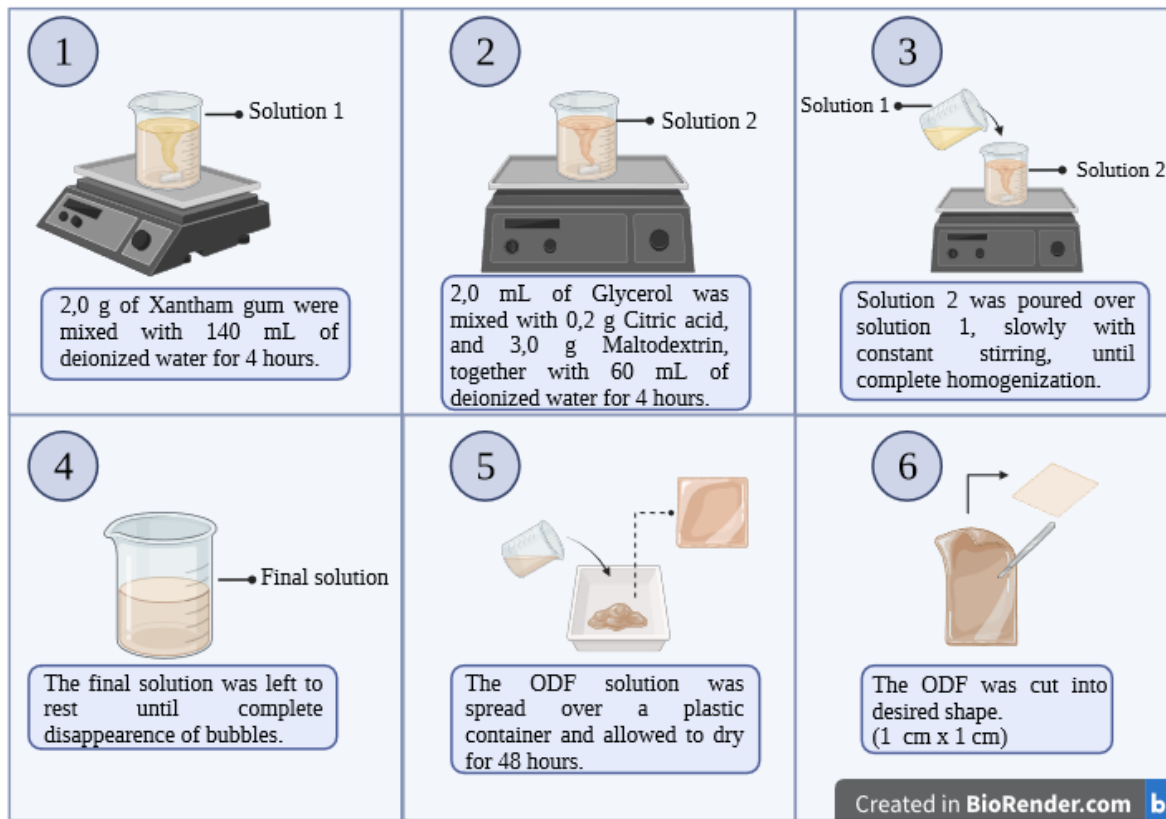 1
Solution 1
2,0 g of Xantham gum were
mixed with 140 mL of
deionized water for 4 hours.
2
Solution 2
2,0 mL of Glycerol was
mixed with 0,2 g Citric acid,
and 3,0 g Maltodextrin,
together with 60 mL of
deionized water for 4 hours.
3
Solution 1
Solution 2
Solution 2 was poured over
solution 1, slowly with
constant stirring, until
complete homogenization.
4
Final solution
The final solution was left to
rest until complete
disappearence of bubbles.
5
The ODF solution was
spread over a plastic
container and allowed to dry
for 48 hours.
6
The ODF was cut into
desired shape.
(1 cm x 1 cm)
Created in BioRender.com b